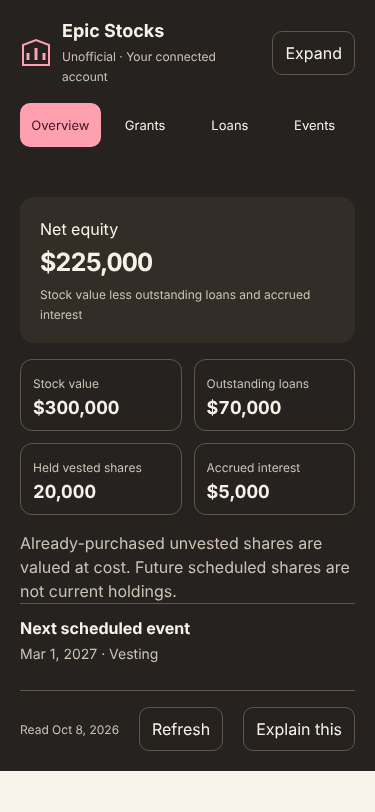 Epic Stocks
Unofficial · Your connected
account
Expand
Overview
Grants
Loans
Events
Net equity
$225,000
Stock value less outstanding loans and accrued
interest
Stock value
$300,000
Outstanding loans
$70,000
Held vested shares
20,000
Accrued interest
$5,000
Already-purchased unvested shares are
valued at cost. Future scheduled shares are
not current holdings.
Next scheduled event
Mar 1, 2027 · Vesting
Read Oct 8, 2026
Refresh
Explain this